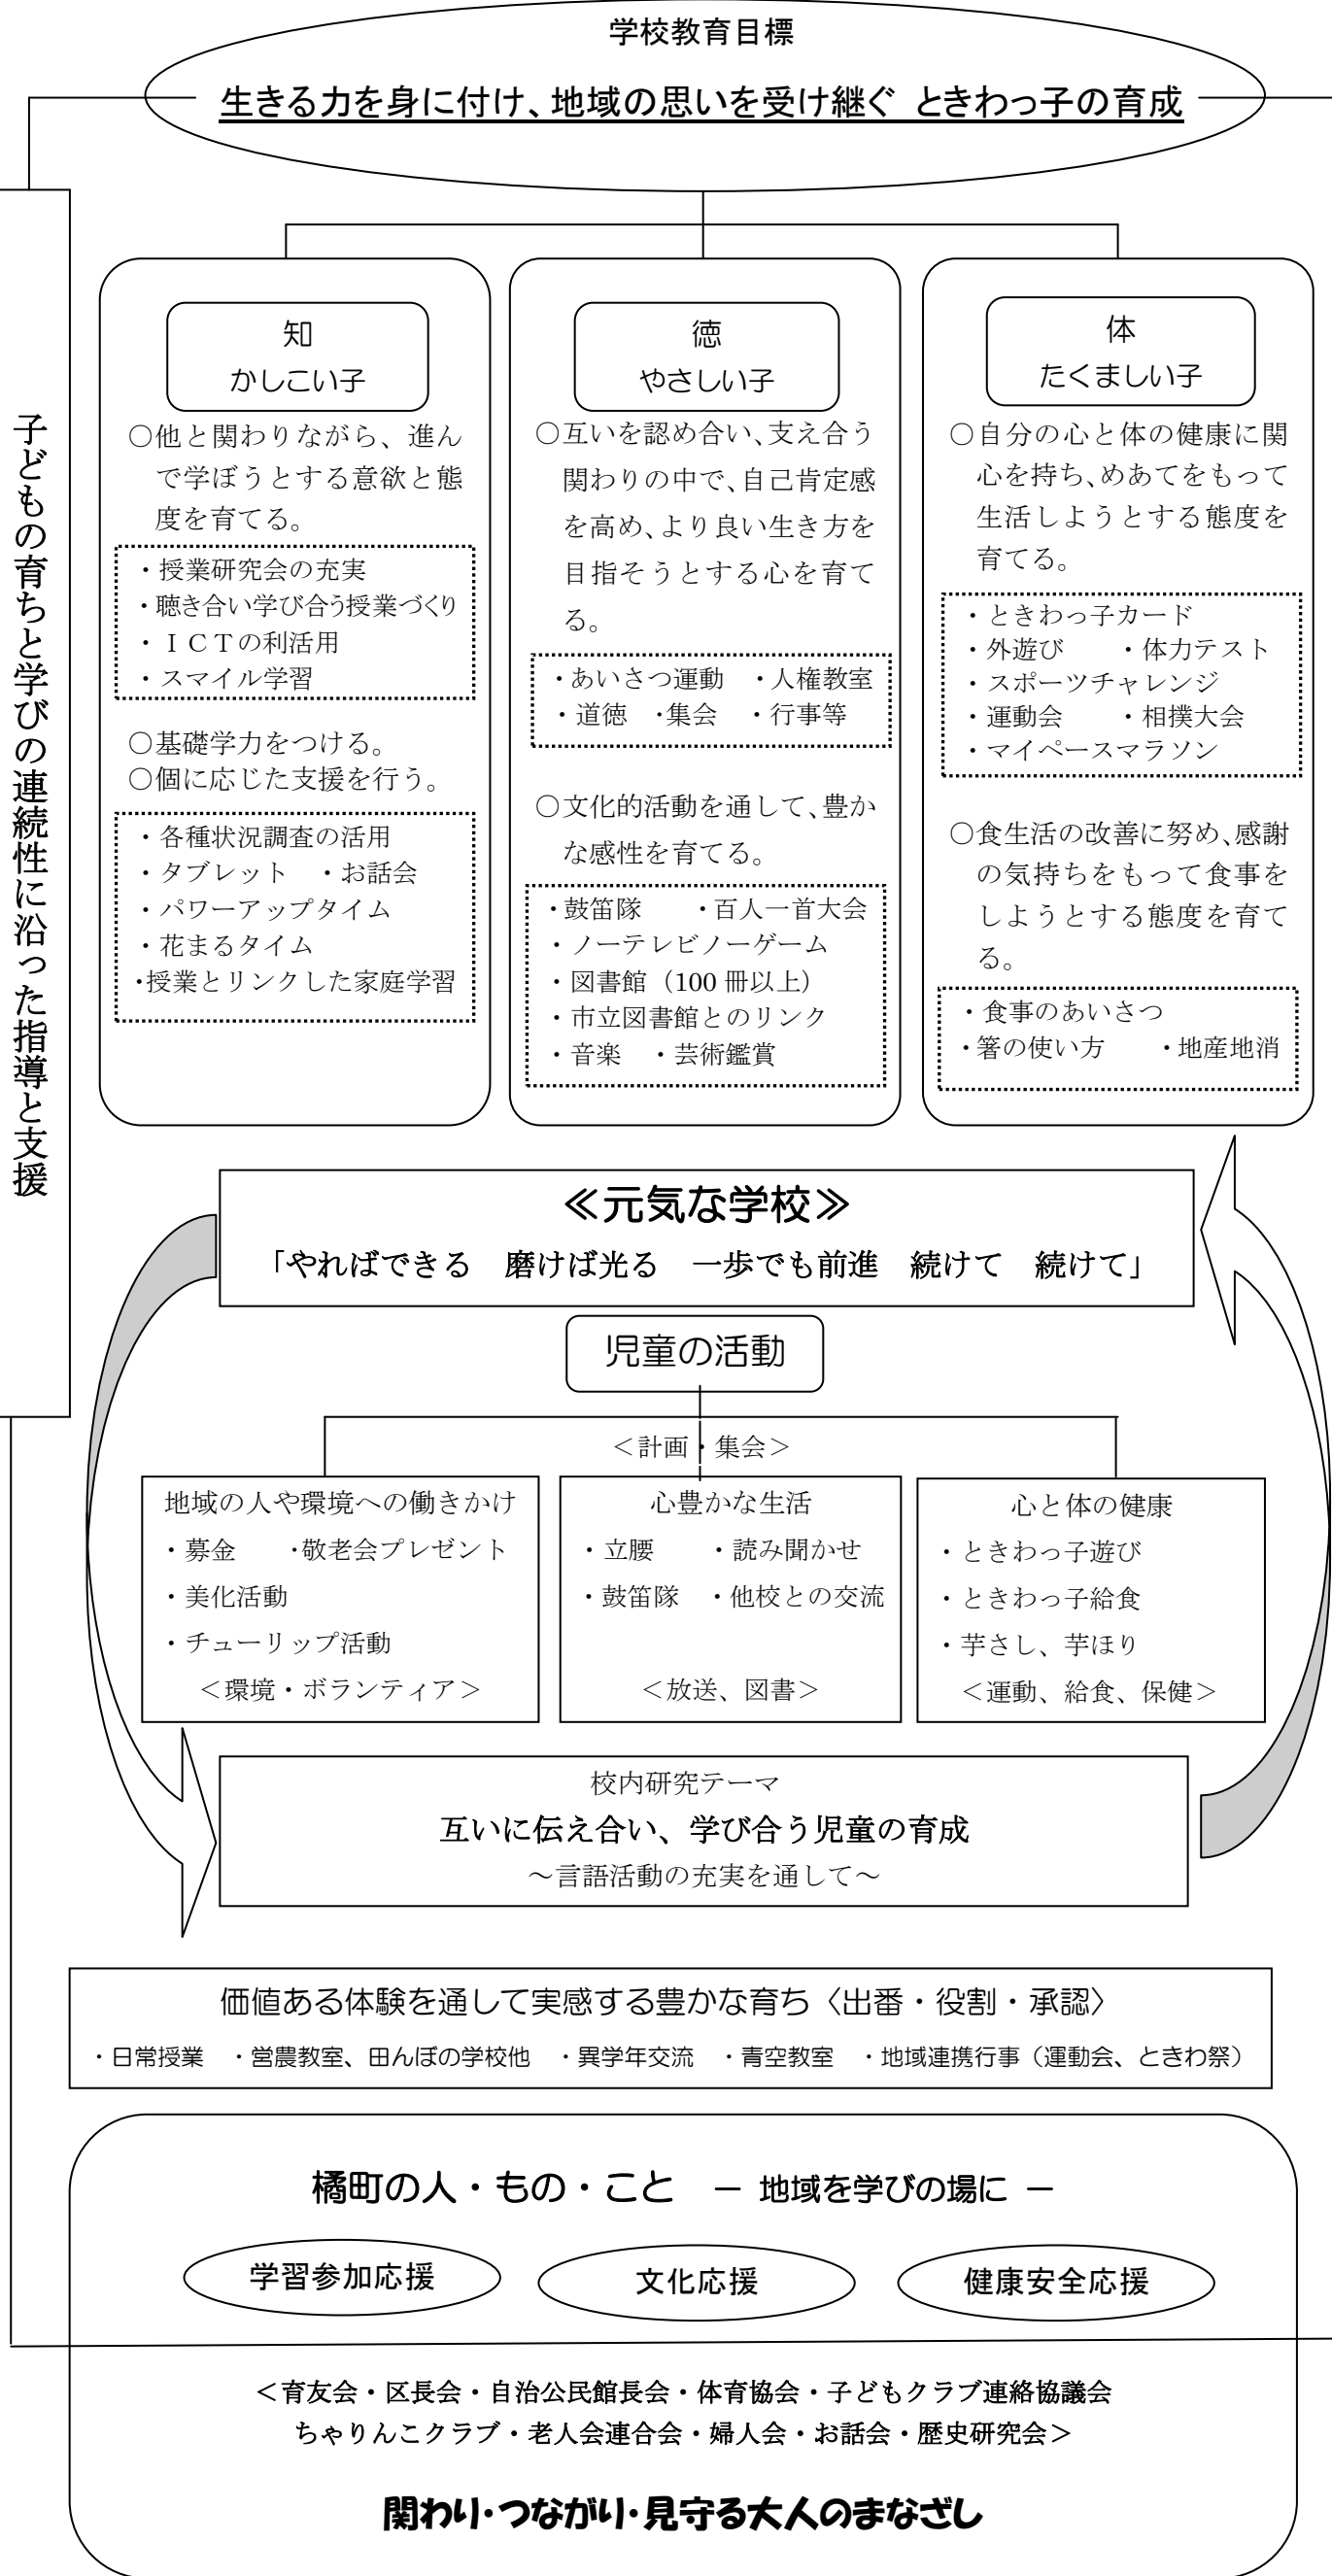 学校教育目標
生きる力を身に付け、地域の思いを受け継ぐ ときわっ子の育成
子どもの育ちと学びの連続性に沿った指導と支援
知
かしこい子
○他と関わりながら、進ん
で学ぼうとする意欲と態
度を育てる。
・授業研究会の充実
・聴き合い学び合う授業づくり
・ＩＣＴの利活用
・スマイル学習
○基礎学力をつける。
○個に応じた支援を行う。
・各種状況調査の活用
・タブレット ・お話会
・パワーアップタイム
・花まるタイム
・授業とリンクした家庭学習
徳
やさしい子
○互いを認め合い、支え合う
関わりの中で、自己肯定感
を高め、より良い生き方を
目指そうとする心を育て
る。
・あいさつ運動 ・人権教室
・道徳 ・集会 ・行事等
○文化的活動を通して、豊か
な感性を育てる。
・鼓笛隊 ・百人一首大会
・ノーテレビノーゲーム
・図書館（100 冊以上）
・市立図書館とのリンク
・音楽 ・芸術鑑賞
体
たくましい子
○自分の心と体の健康に関
心を持ち、めあてをもって
生活しようとする態度を
育てる。
・ときわっ子カード
・外遊び ・体力テスト
・スポーツチャレンジ
・運動会 ・相撲大会
・マイペースマラソン
○食生活の改善に努め、感謝
の気持ちをもって食事を
しようとする態度を育て
る。
・食事のあいさつ
・箸の使い方 ・地産地消
≪元気な学校≫
「やればできる 磨けば光る 一歩でも前進 続けて 続けて」
児童の活動
＜計画・集会＞
地域の人や環境への働きかけ
・募金 ・敬老会プレゼント
・美化活動
・チューリップ活動
＜環境・ボランティア＞
心豊かな生活
・立腰 ・読み聞かせ
・鼓笛隊 ・他校との交流
＜放送、図書＞
心と体の健康
・ときわっ子遊び
・ときわっ子給食
・芋さし、芋ほり
＜運動、給食、保健＞
校内研究テーマ
互いに伝え合い、学び合う児童の育成
～言語活動の充実を通して～
価値ある体験を通して実感する豊かな育ち〈出番・役割・承認〉
・日常授業 ・営農教室、田んぼの学校他 ・異学年交流 ・青空教室 ・地域連携行事（運動会、ときわ祭）
橘町の人・もの・こと － 地域を学びの場に －
学習参加応援
文化応援
健康安全応援
＜育友会・区長会・自治公民館長会・体育協会・子どもクラブ連絡協議会
ちゃりんこクラブ・老人会連合会・婦人会・お話会・歴史研究会＞
関わり・つながり・見守る大人のまなざし